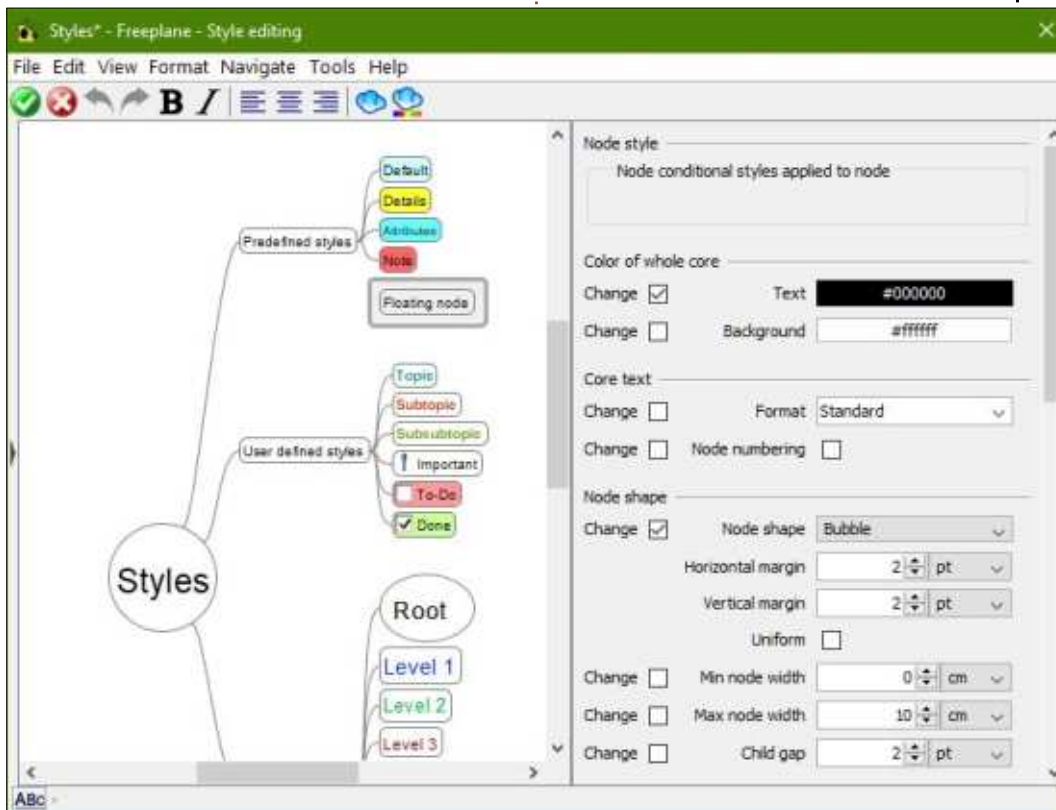 Styles* - Freeplane - Style editing
File Edit View Format Navigate Tools Help
B I
Default
Details
Attributes
Predefined styles
Note
Floating node
Topic
Subtopic
Subsubtopic
User defined styles
! Important
To-Do
Done
Styles
Root
Level 1
Level 2
Level 3
ABC
Node style
Node conditional styles applied to node
Color of whole core
Change Text #000000
Change Background #ffffff
Core text
Change Format Standard
Change Node numbering
Node shape
Change Node shape Bubble
Horizontal margin 2 pt
Vertical margin 2 pt
Uniform
Change Min node width 0 cm
Change Max node width 10 cm
Change Child gap 2 pt